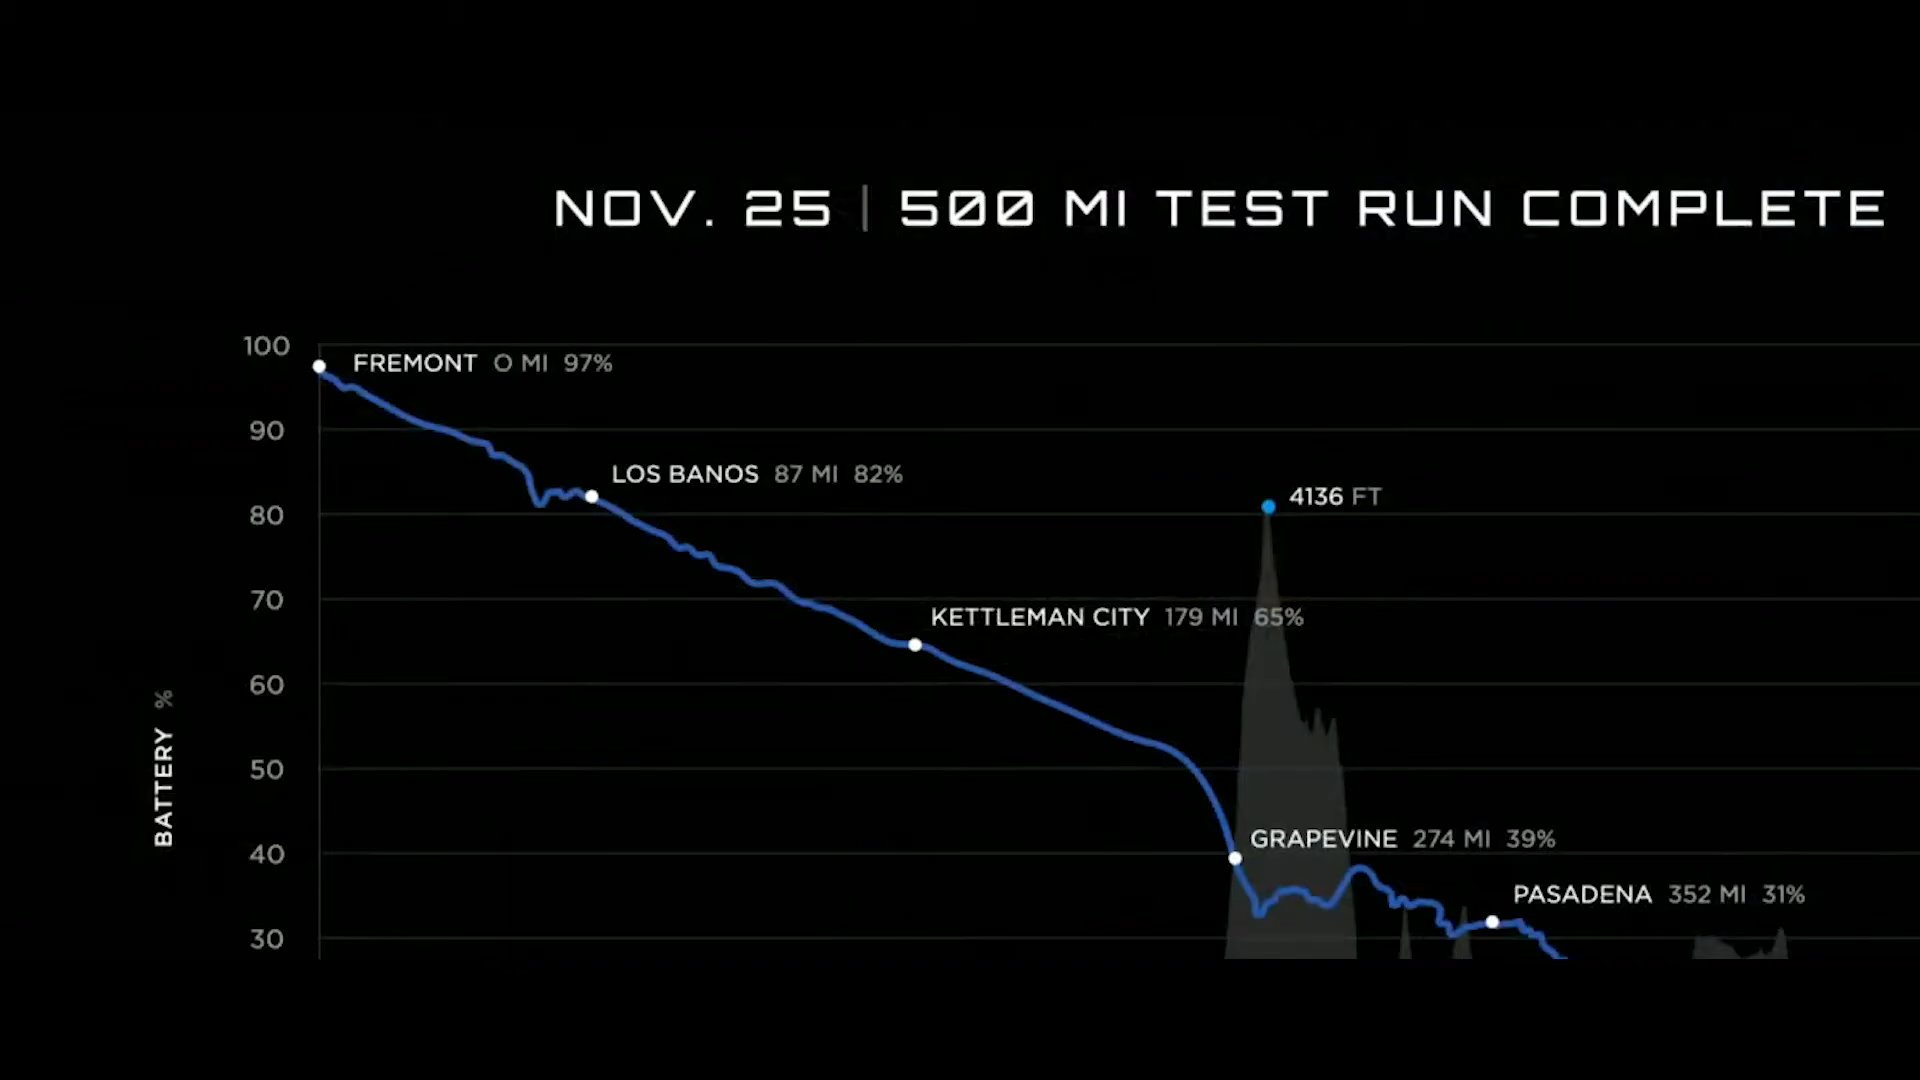 NOV. 25 | 500 MI TEST RUN COMPLETE
100
FREMONT 0 MI 97%
90
LOS BANOS 87 MI 82%
80
4136 FT
70
KETTLEMAN CITY 179 MI 65%
60
BATTERY %
50
40
GRAPEVINE 274 MI 39%
PASADENA 352 MI 31%
30